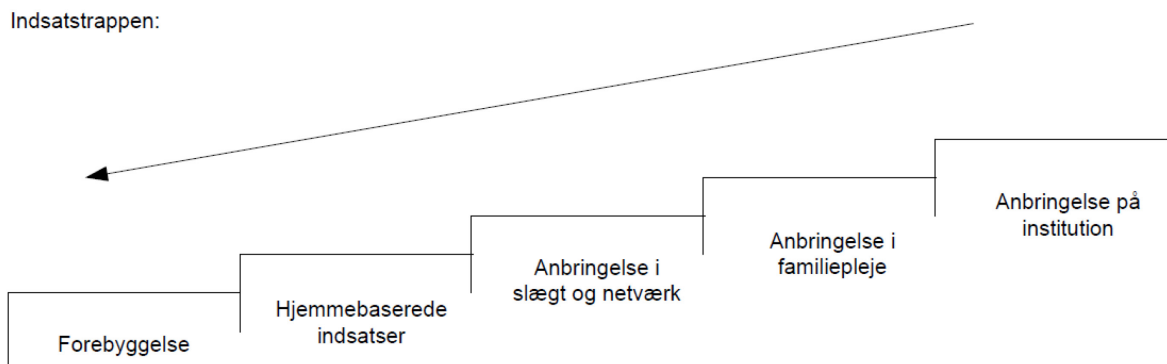 Indsatstrappen:
Forebyggelse
Hjemmebaserede
indsatser
Anbringelse i
slægt og netværk
Anbringelse i
familiepleje
Anbringelse på
institution